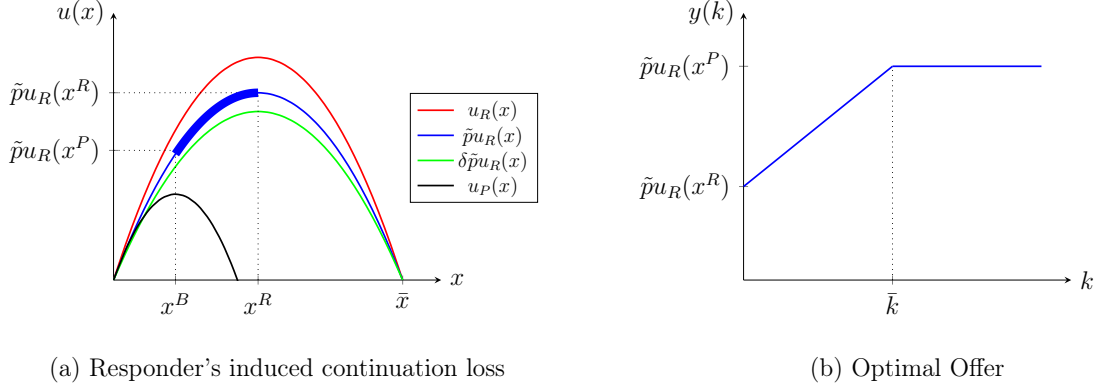 u(x)
p̃u_R(x^R)
p̃u_R(x^P)
x^B
x^R
x̄
x
u_R(x)
p̃u_R(x)
δp̃u_R(x)
u_P(x)
(a) Responder's induced continuation loss
y(k)
p̃u_R(x^P)
p̃u_R(x^R)
k̄
k
(b) Optimal Offer